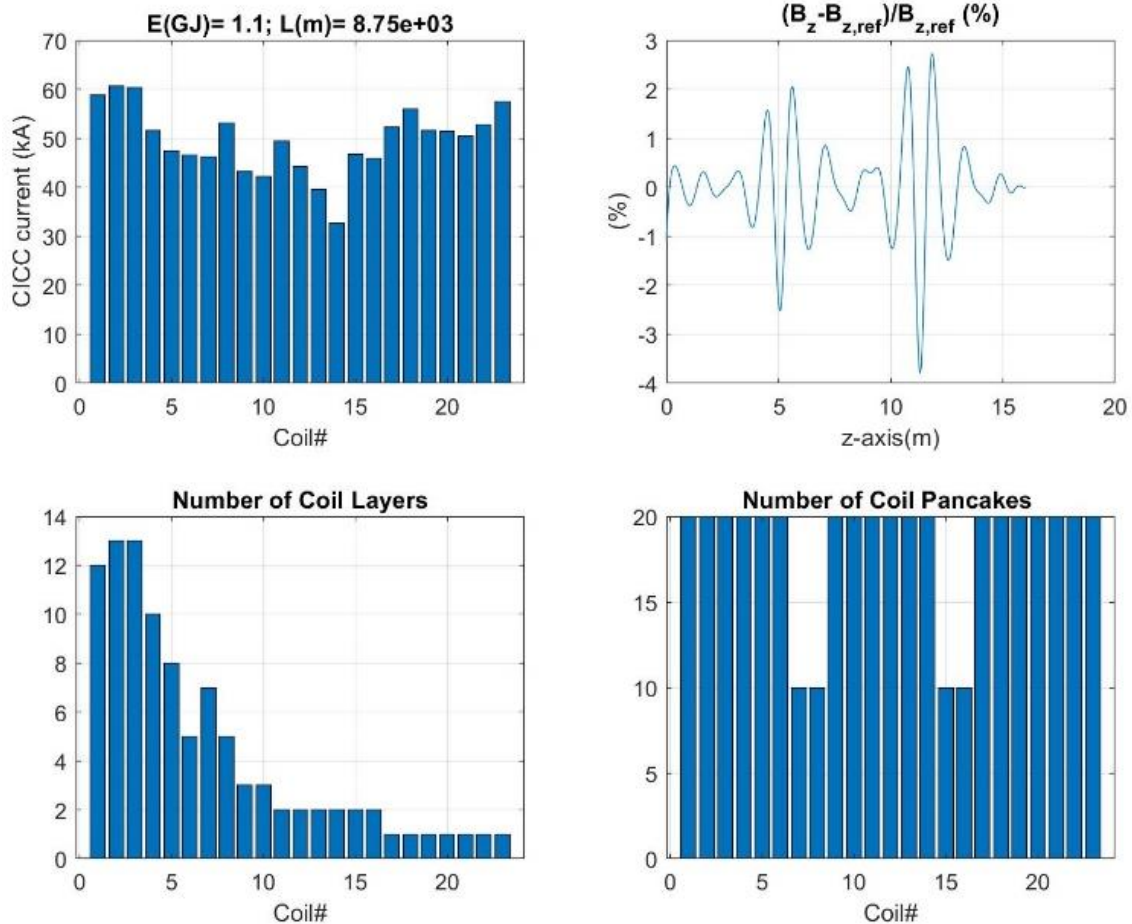 E(GJ)= 1.1; L(m)= 8.75e+03
CICC current (kA)
70
60
50
40
30
20
10
0
0 5 10 15 20
Coil#
(B_z-B_{z,ref})/B_{z,ref} (%)
(%)
3
2
1
0
-1
-2
-3
-4
0 5 10 15 20
z-axis(m)
Number of Coil Layers
14
12
10
8
6
4
2
0
0 5 10 15 20
Coil#
Number of Coil Pancakes
20
15
10
5
0
0 5 10 15 20
Coil#